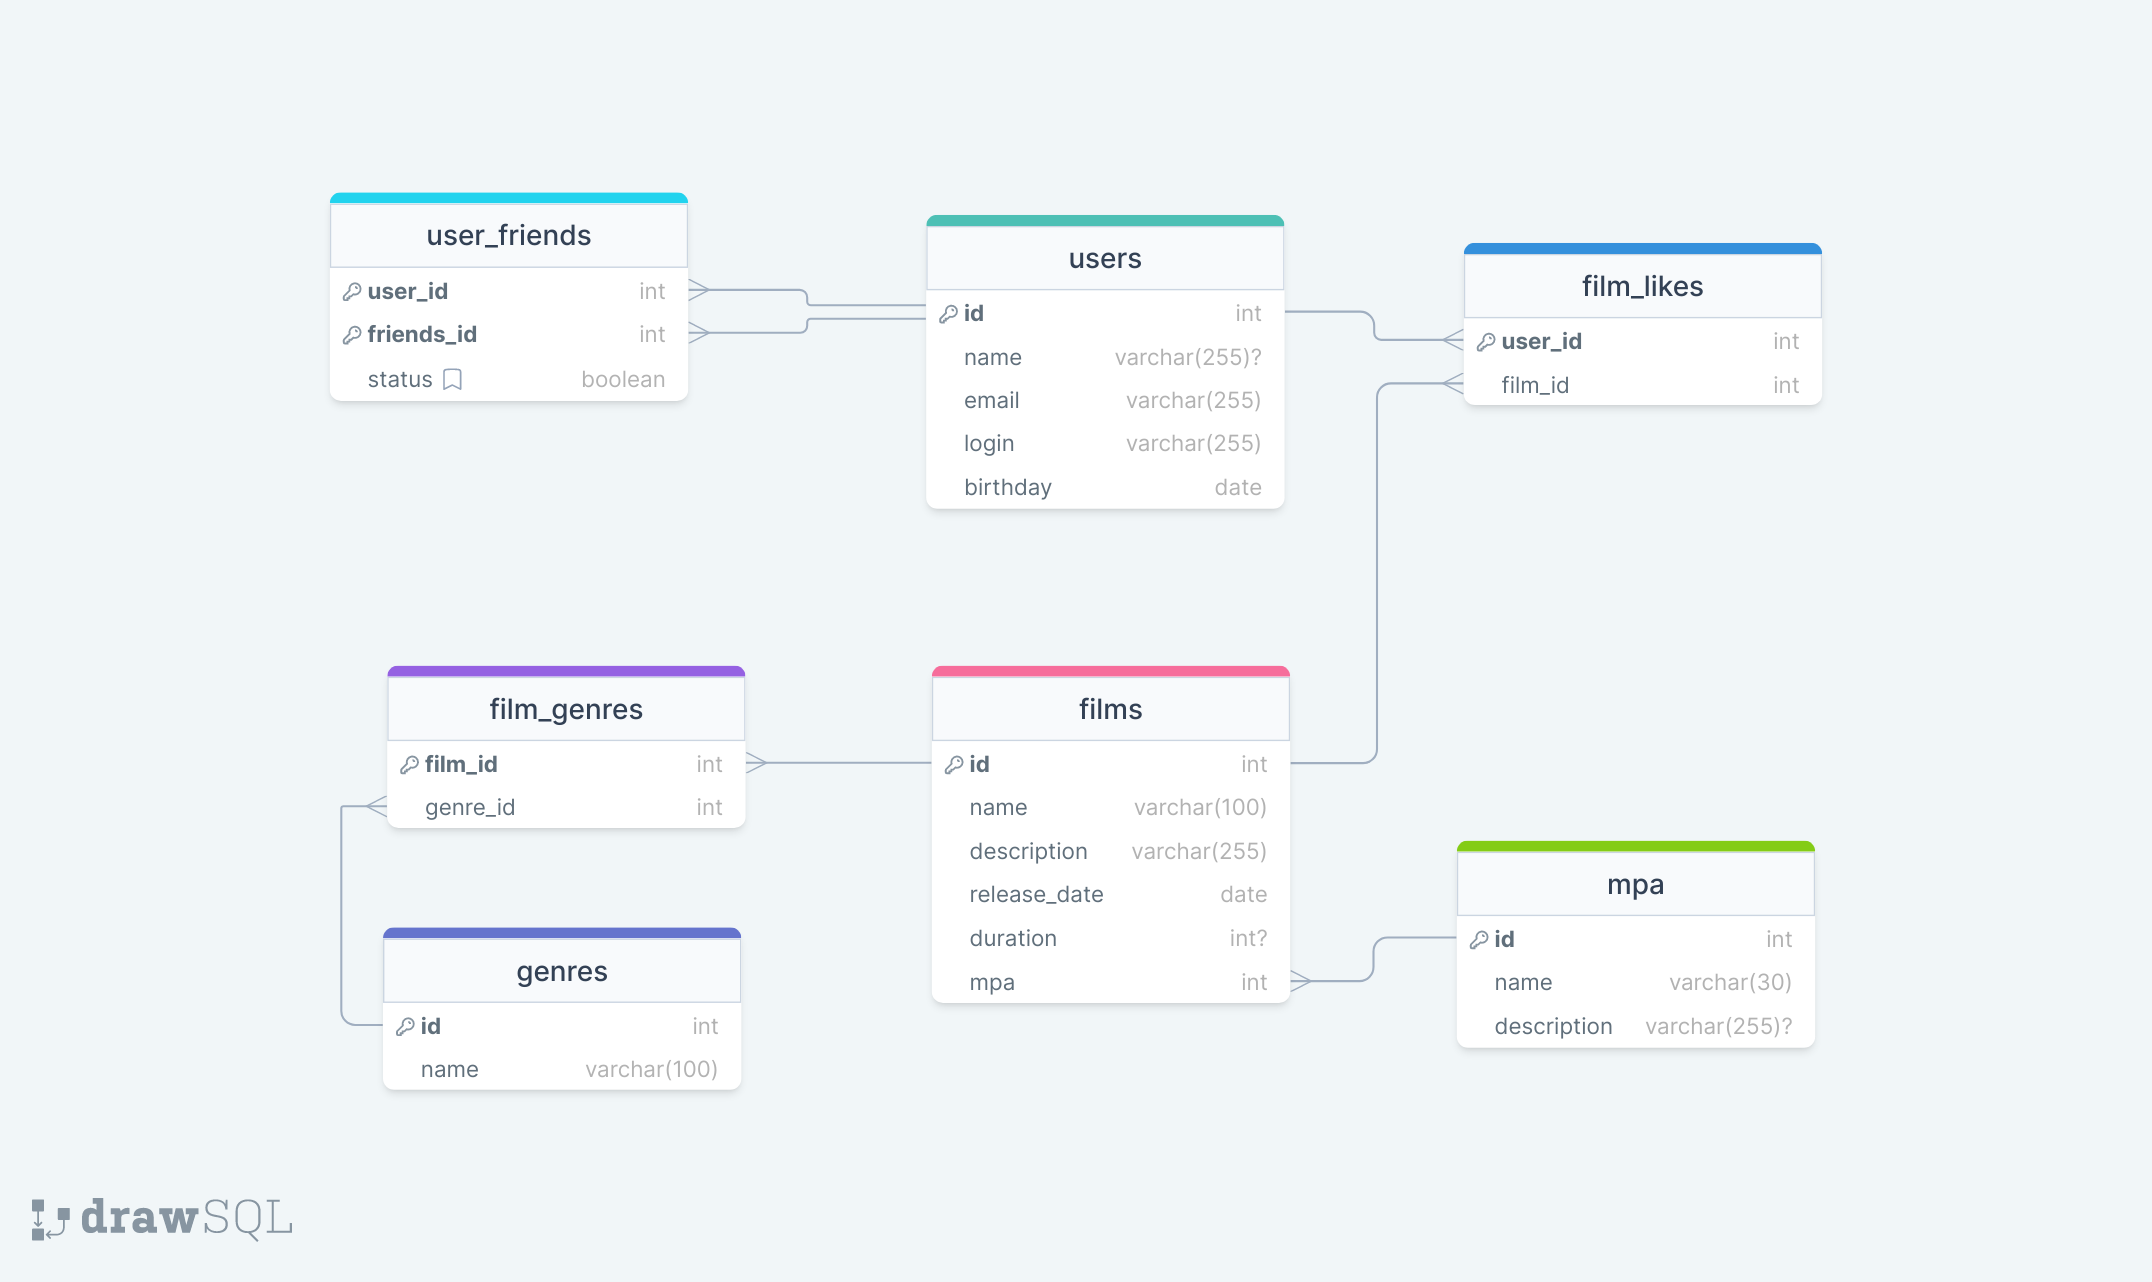 user_friends
user_id int
friends_id int
status boolean
users
id int
name varchar(255)?
email varchar(255)
login varchar(255)
birthday date
film_likes
user_id int
film_id int
film_genres
film_id int
genre_id int
films
id int
name varchar(100)
description varchar(255)
release_date date
duration int?
mpa int
mpa
id int
name varchar(30)
description varchar(255)?
genres
id int
name varchar(100)
drawSQL